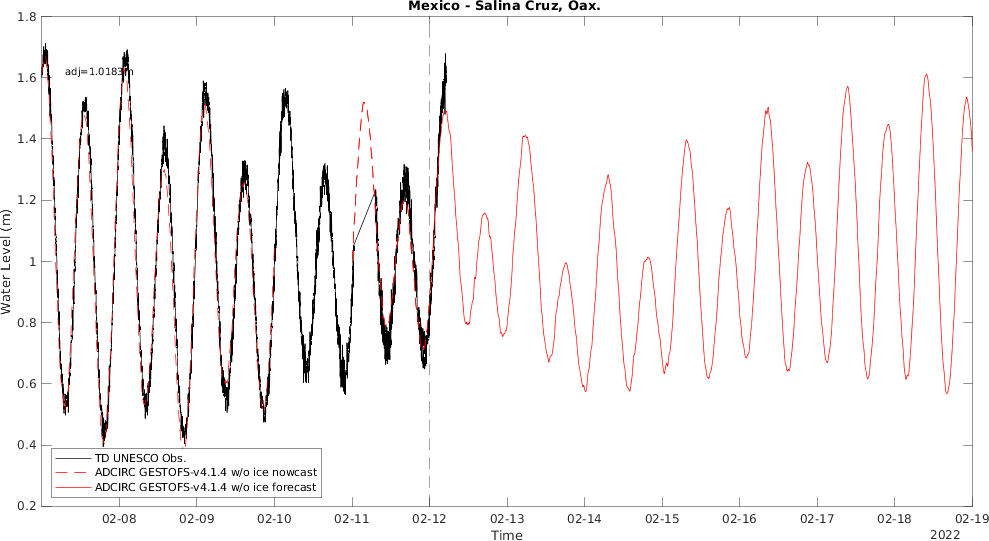 Mexico - Salina Cruz, Oax.
1.8
1.6
1.4
1.2
1
0.8
0.6
0.4
0.2
Water Level (m)
adj=1.0183m
TD UNESCO Obs.
ADCIRC GESTOFS-v4.1.4 w/o ice nowcast
ADCIRC GESTOFS-v4.1.4 w/o ice forecast
02-08 02-09 02-10 02-11 02-12 02-13 02-14 02-15 02-16 02-17 02-18 02-19
Time
2022